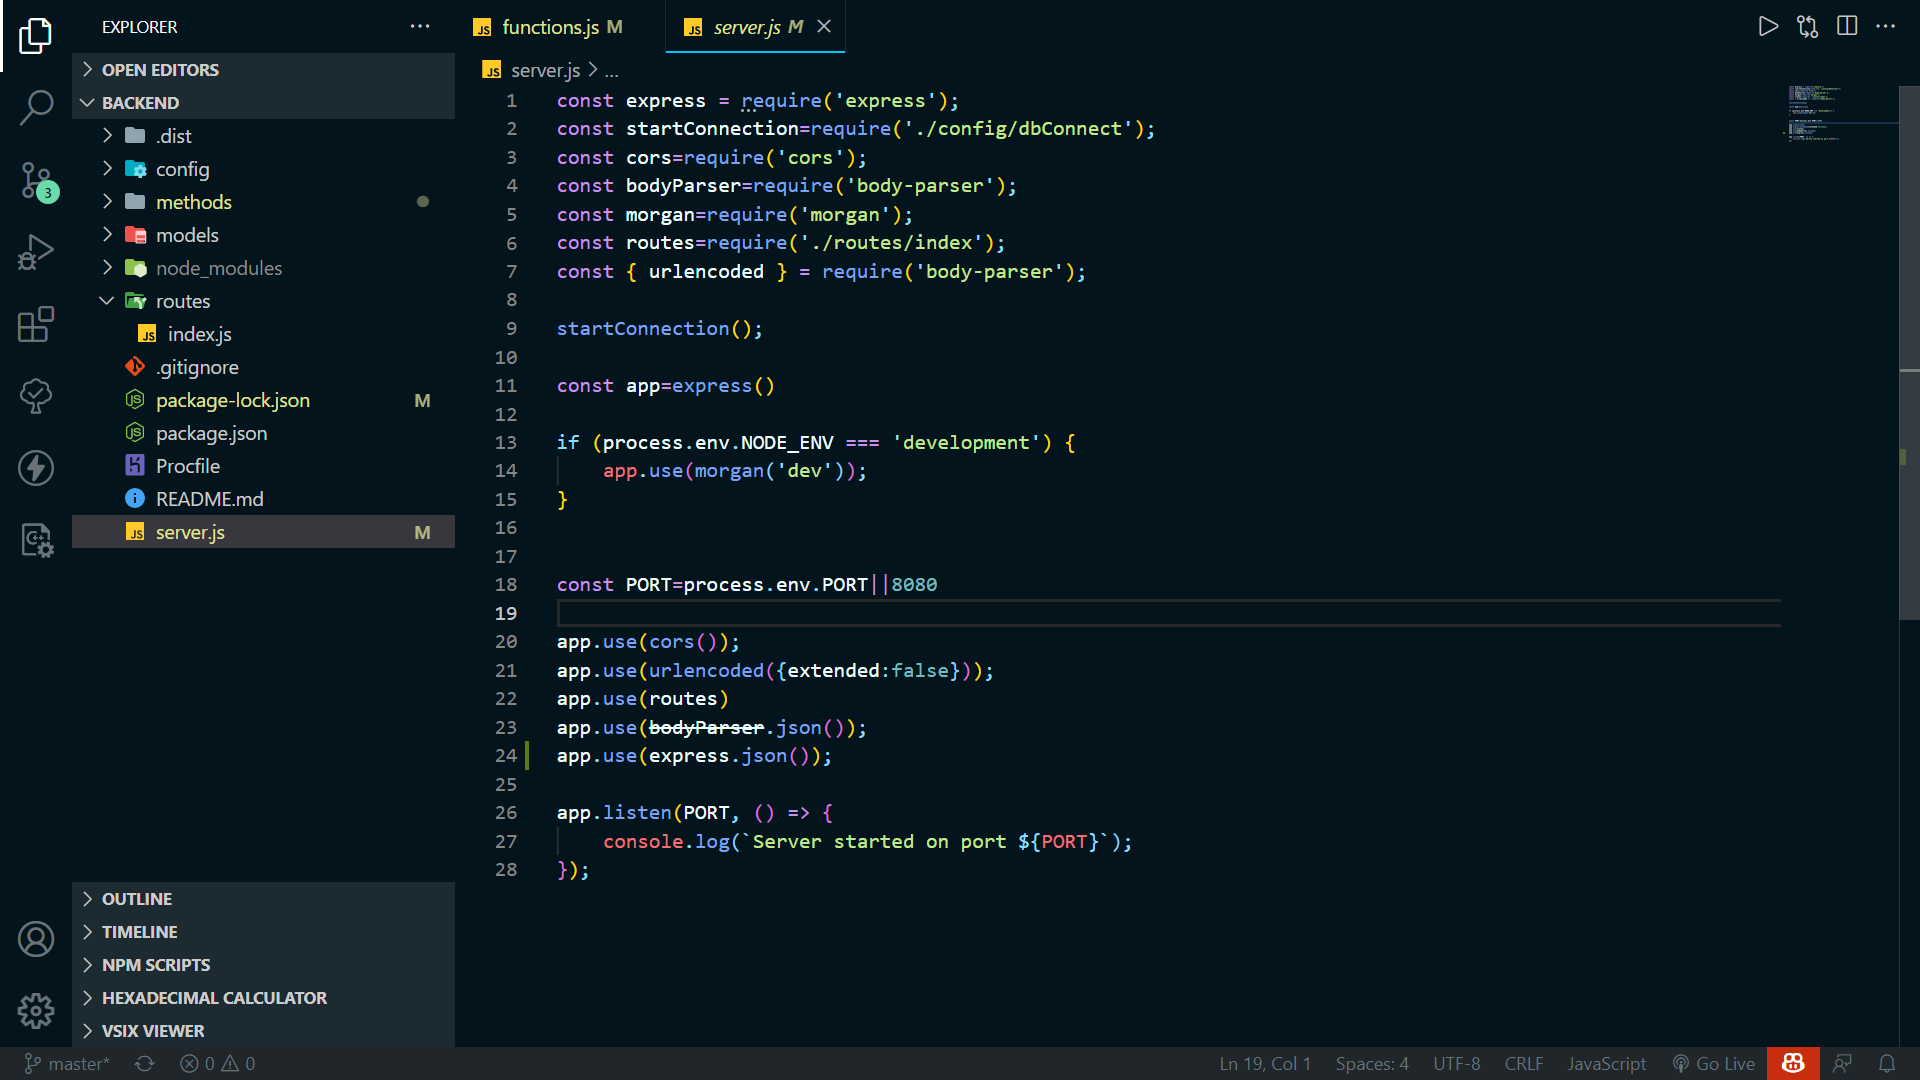 EXPLORER
OPEN EDITORS
BACKEND
.dist
config
methods
models
node_modules
routes
index.js
.gitignore
package-lock.json M
package.json
Procfile
README.md
server.js M
OUTLINE
TIMELINE
NPM SCRIPTS
HEXADECIMAL CALCULATOR
VSIX VIEWER
3
functions.js M
server.js M
server.js > ...
1 const express = require('express');
2 const startConnection=require('./config/dbConnect');
3 const cors=require('cors');
4 const bodyParser=require('body-parser');
5 const morgan=require('morgan');
6 const routes=require('./routes/index');
7 const { urlencoded } = require('body-parser');
8
9 startConnection();
10
11 const app=express()
12
13 if (process.env.NODE_ENV === 'development') {
14 app.use(morgan('dev'));
15 }
16
17
18 const PORT=process.env.PORT||8080
19
20 app.use(cors());
21 app.use(urlencoded({extended:false}));
22 app.use(routes)
23 app.use(bodyParser.json());
24 app.use(express.json());
25
26 app.listen(PORT, () => {
27 console.log(`Server started on port ${PORT}`);
28 });
master* 0 0 Ln 19, Col 1 Spaces: 4 UTF-8 CRLF JavaScript Go Live